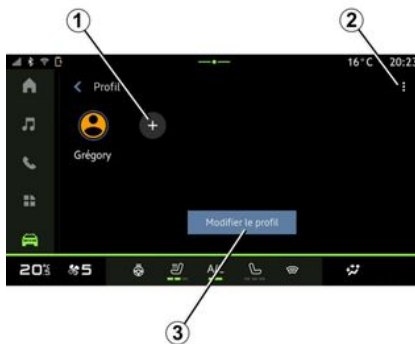 1
2
16°C 20:23
Profil
+
Grégory
Modifier le profil
20.5 5 A/C
3